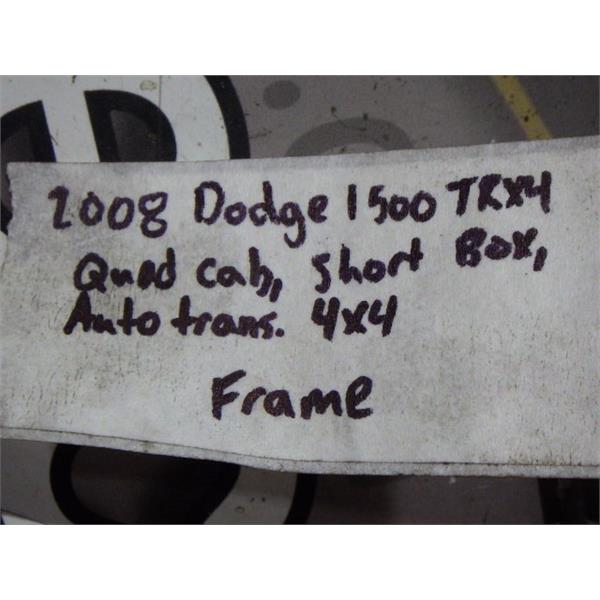 2008 Dodge 1500 TRX4
Quad cab, short Box,
Auto trans. 4x4
Frame